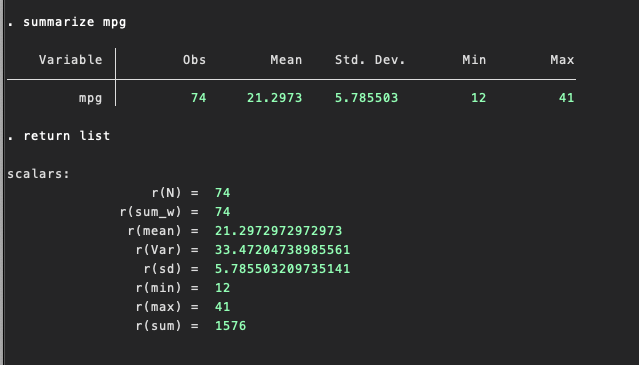 . summarize mpg
Variable Obs Mean Std. Dev. Min Max
mpg 74 21.2973 5.785503 12 41
. return list
scalars:
r(N) = 74
r(sum_w) = 74
r(mean) = 21.2972972972973
r(Var) = 33.47204738985561
r(sd) = 5.785503209735141
r(min) = 12
r(max) = 41
r(sum) = 1576